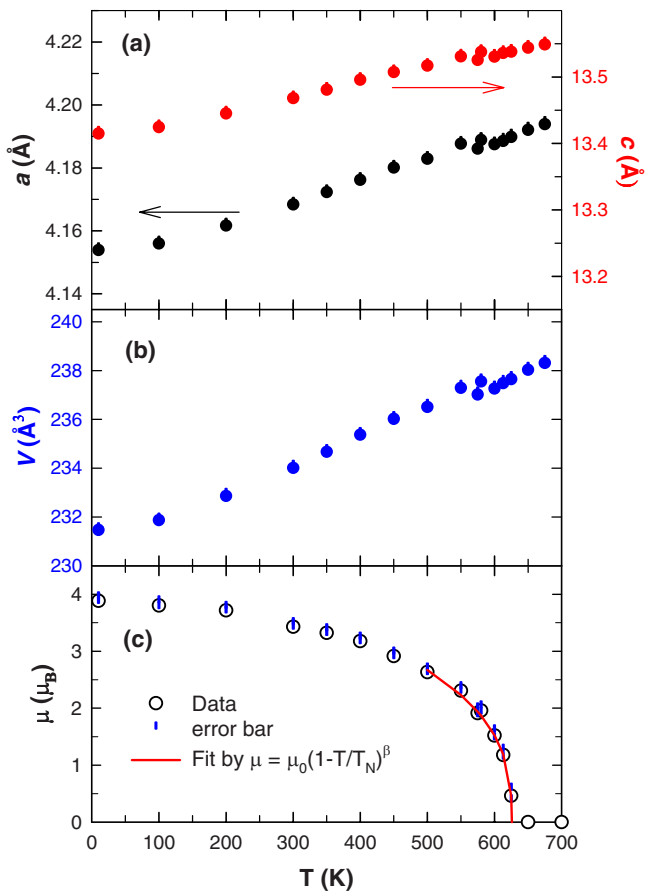 (a)
4.22
4.20
4.18
4.16
4.14
a (Å)
13.5
13.4
13.3
13.2
c (Å)
(b)
240
238
236
234
232
230
V (Å³)
(c)
4
3
2
1
0
μ (μ_B)
Data
error bar
Fit by μ = μ₀(1-T/T_N)^β
0 100 200 300 400 500 600 700
T (K)